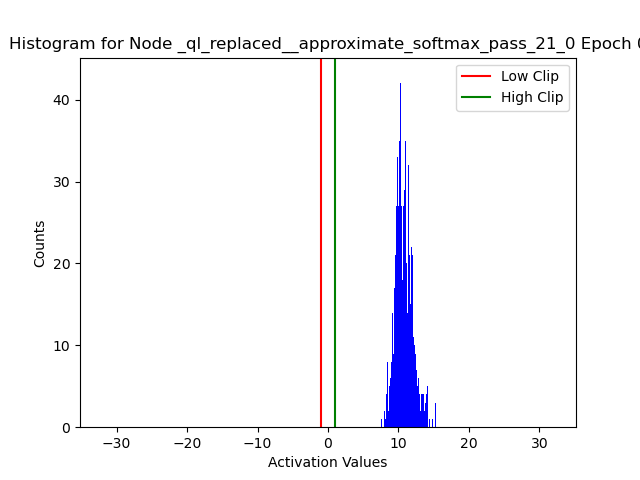 Histogram for Node _ql_replaced__approximate_softmax_pass_21_0 Epoch
Low Clip
High Clip
40
30
20
10
0
Counts
−30
−20
−10
0
10
20
30
Activation Values